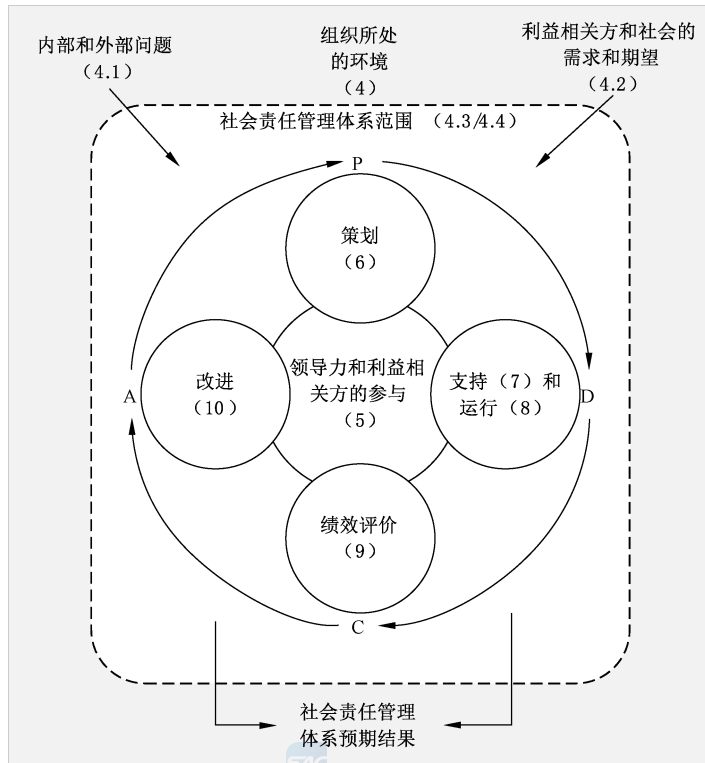 内部和外部问题
（4.1）
组织所处
的环境
（4）
利益相关方和社会的
需求和期望
（4.2）
社会责任管理体系范围 （4.3/4.4）
P
策划
（6）
改进
（10）
A
领导力和利益相
关方的参与
（5）
支持（7）和
运行（8）
D
绩效评价
（9）
C
社会责任管理
体系预期结果